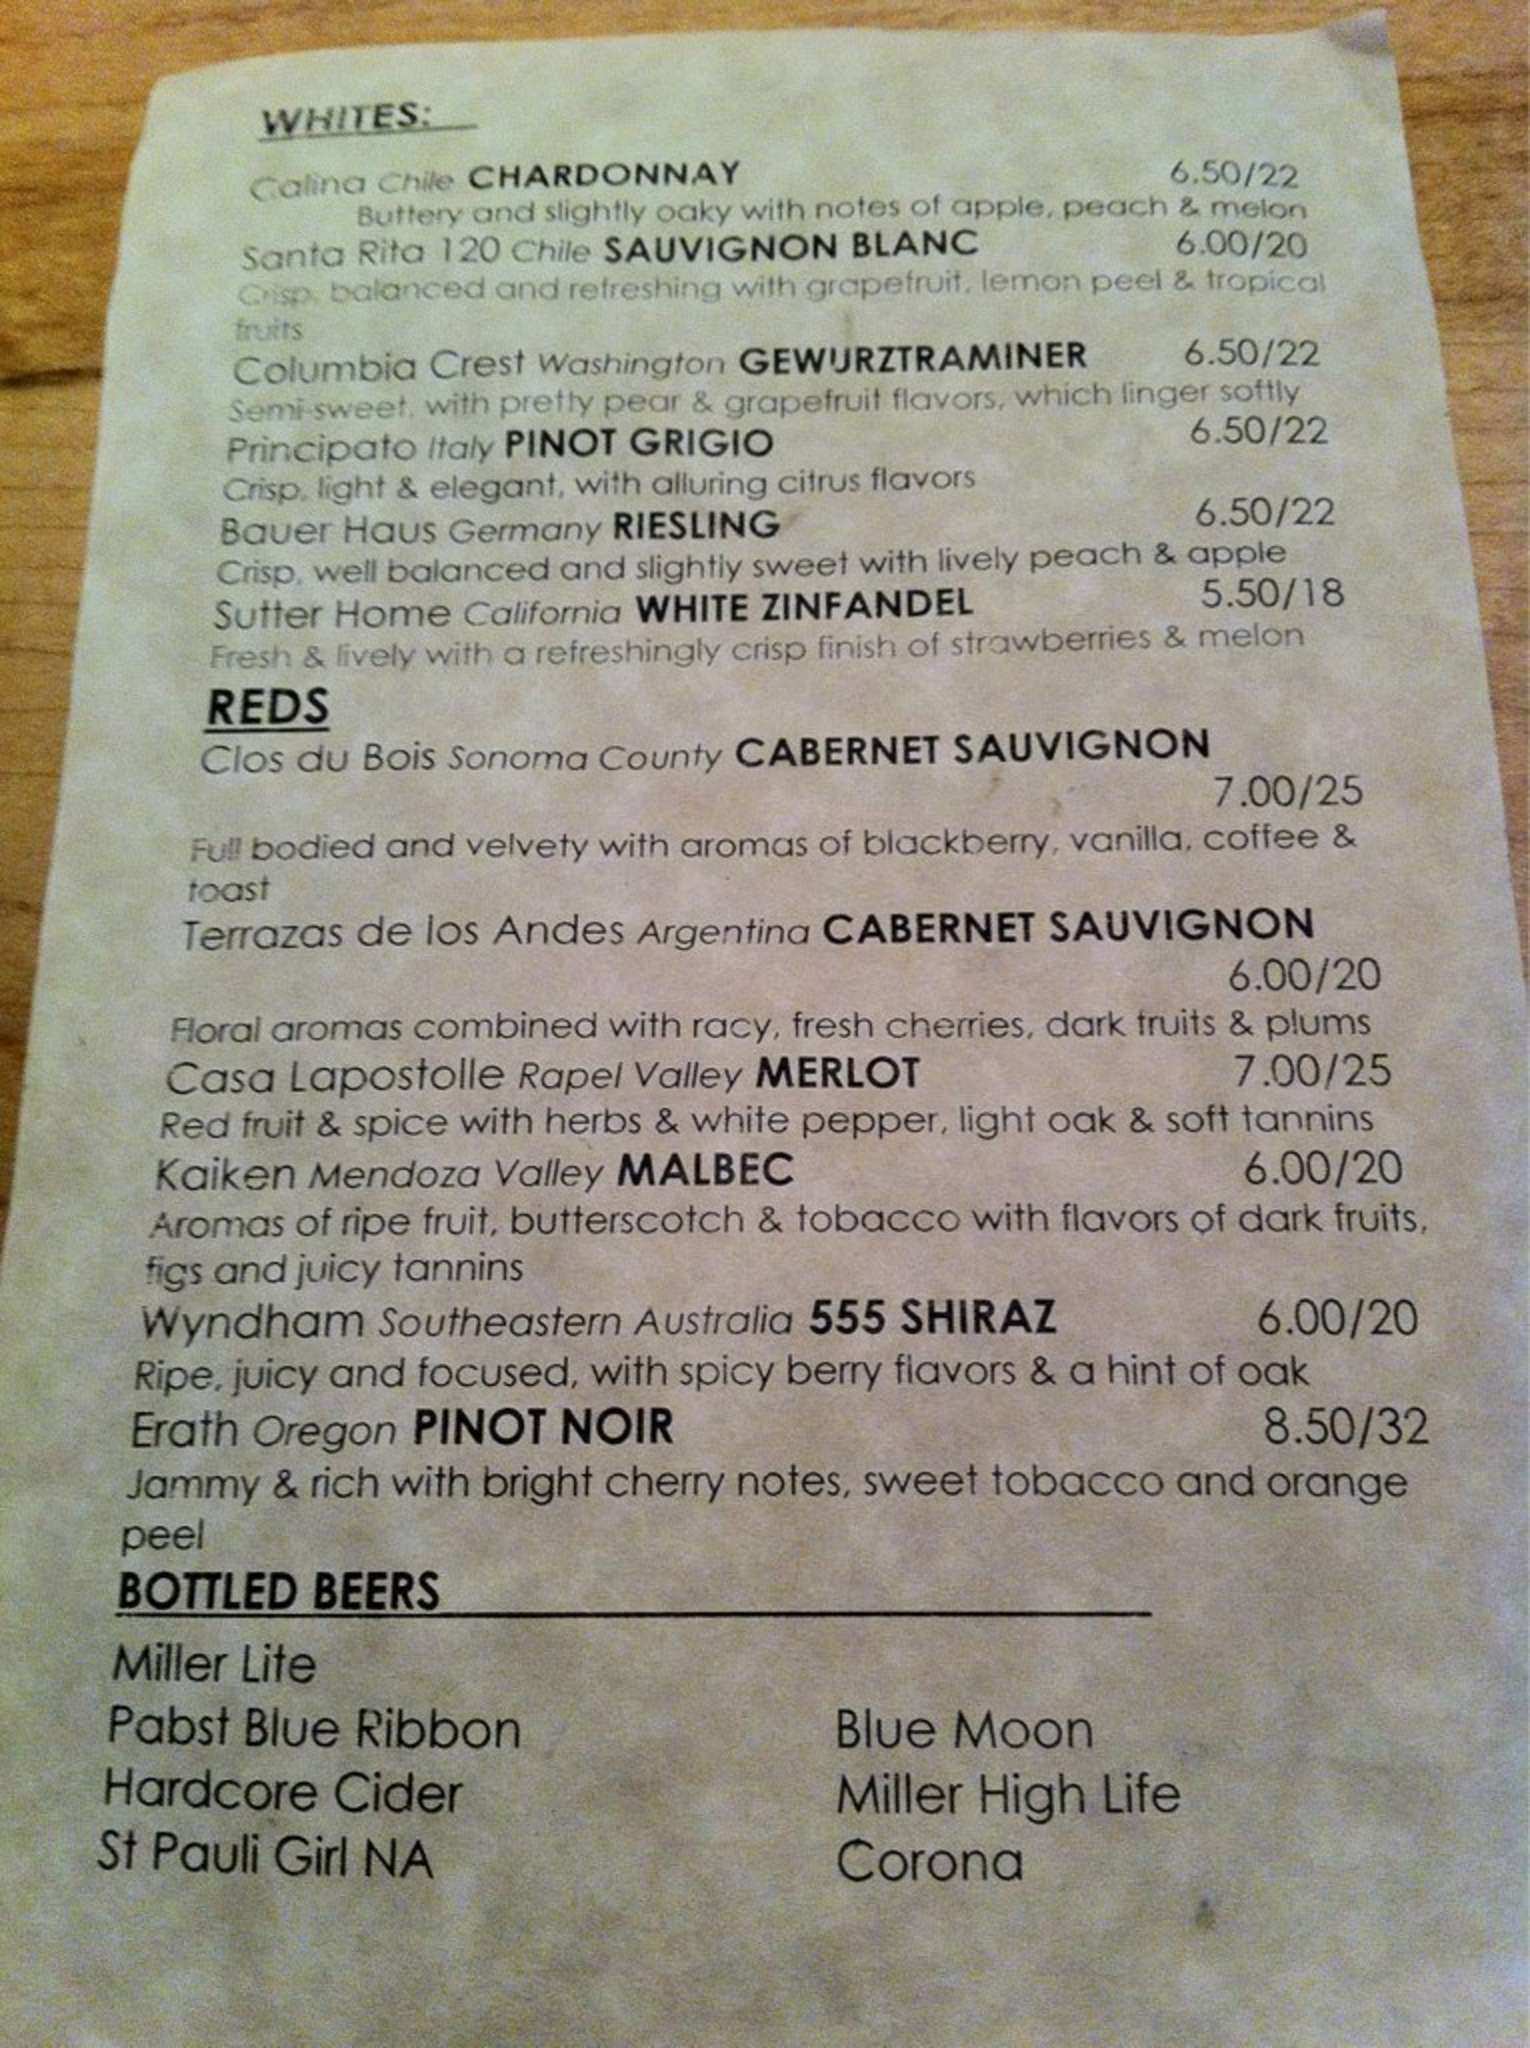 WHITES:
Calina Chile CHARDONNAY 6.50/22
Buttery and slightly oaky with notes of apple, peach & melon
Santa Rita 120 Chile SAUVIGNON BLANC 6.00/20
Crisp, balanced and refreshing with grapefruit, lemon peel & tropical
fruits
Columbia Crest Washington GEWURZTRAMINER 6.50/22
Semi-sweet, with pretty pear & grapefruit flavors, which linger softly
Principato Italy PINOT GRIGIO 6.50/22
Crisp, light & elegant, with alluring citrus flavors
Bauer Haus Germany RIESLING 6.50/22
Crisp, well balanced and slightly sweet with lively peach & apple
Sutter Home California WHITE ZINFANDEL 5.50/18
Fresh & lively with a refreshingly crisp finish of strawberries & melon
REDS
Clos du Bois Sonoma County CABERNET SAUVIGNON
7.00/25
Full bodied and velvety with aromas of blackberry, vanilla, coffee &
toast
Terrazas de los Andes Argentina CABERNET SAUVIGNON
6.00/20
Floral aromas combined with racy, fresh cherries, dark fruits & plums
Casa Lapostolle Rapel Valley MERLOT 7.00/25
Red fruit & spice with herbs & white pepper, light oak & soft tannins
Kaiken Mendoza Valley MALBEC 6.00/20
Aromas of ripe fruit, butterscotch & tobacco with flavors of dark fruits,
figs and juicy tannins
Wyndham Southeastern Australia 555 SHIRAZ 6.00/20
Ripe, juicy and focused, with spicy berry flavors & a hint of oak
Erath Oregon PINOT NOIR 8.50/32
Jammy & rich with bright cherry notes, sweet tobacco and orange
peel
BOTTLED BEERS
Miller Lite
Pabst Blue Ribbon Blue Moon
Hardcore Cider Miller High Life
St Pauli Girl NA Corona